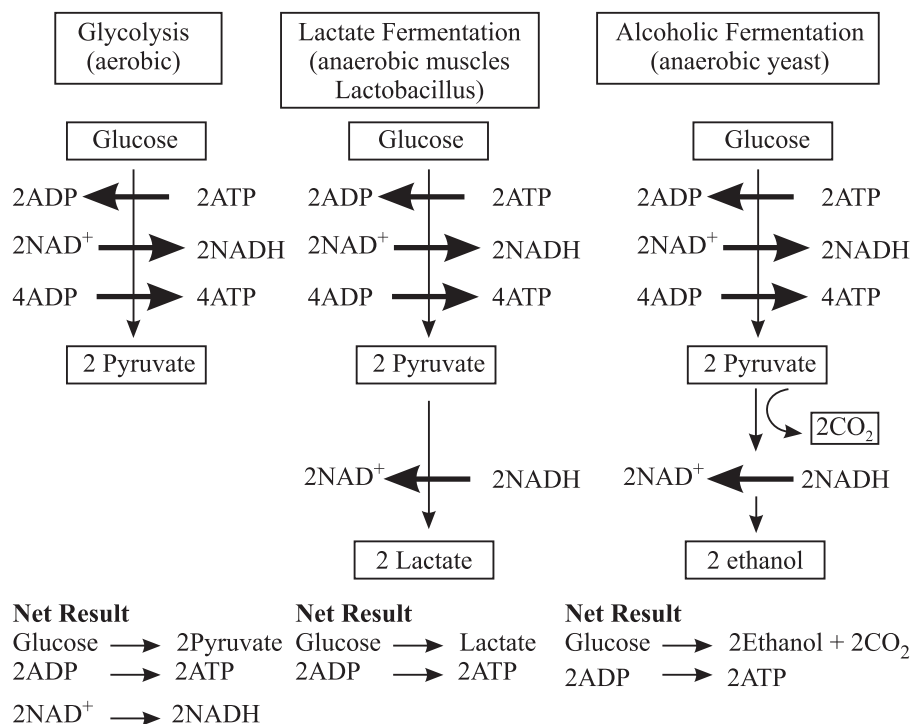 Glycolysis
(aerobic)
Glucose
2ADP 2ATP
2NAD⁺ 2NADH
4ADP 4ATP
2 Pyruvate
Net Result
Glucose 2Pyruvate
2ADP 2ATP
2NAD⁺ 2NADH
Lactate Fermentation
(anaerobic muscles
Lactobacillus)
Glucose
2ADP 2ATP
2NAD⁺ 2NADH
4ADP 4ATP
2 Pyruvate
2NAD⁺ 2NADH
2 Lactate
Net Result
Glucose Lactate
2ADP 2ATP
Alcoholic Fermentation
(anaerobic yeast)
Glucose
2ADP 2ATP
2NAD⁺ 2NADH
4ADP 4ATP
2 Pyruvate
2CO₂
2NAD⁺ 2NADH
2 ethanol
Net Result
Glucose 2Ethanol + 2CO₂
2ADP 2ATP